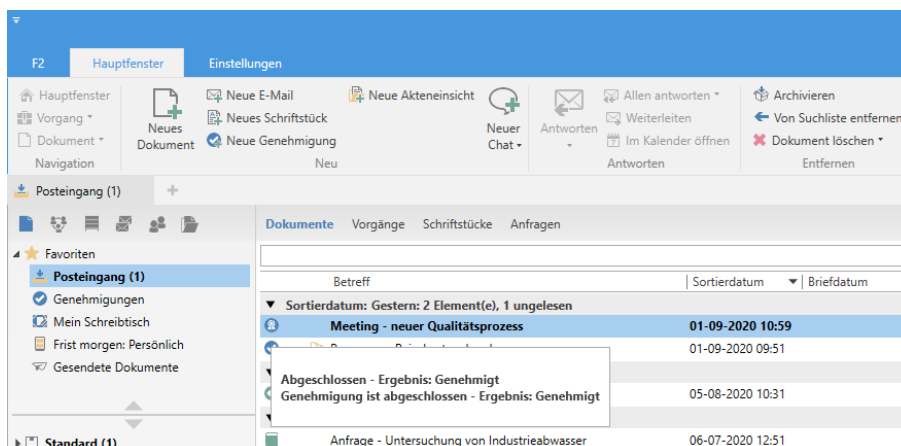 F2 Hauptfenster Einstellungen
Hauptfenster
Vorgang
Dokument
Navigation
Neues
Dokument
Neue E-Mail
Neues Schriftstück
Neue Genehmigung
Neue Akteneinsicht
Neuer
Chat
Neu
Antworten
Allen antworten
Weiterleiten
Im Kalender öffnen
Antworten
Archivieren
Von Suchliste entfernen
Dokument löschen
Entfernen
Posteingang (1) +
Favoriten
Posteingang (1)
Genehmigungen
Mein Schreibtisch
Frist morgen: Persönlich
Gesendete Dokumente
Standard (1)
Dokumente Vorgänge Schriftstücke Anfragen
Betreff Sortierdatum Briefdatum
Sortierdatum: Gestern: 2 Element(e), 1 ungelesen
Meeting - neuer Qualitätsprozess 01-09-2020 10:59
01-09-2020 09:51
Abgeschlossen - Ergebnis: Genehmigt
Genehmigung ist abgeschlossen - Ergebnis: Genehmigt
05-08-2020 10:31
Anfrage - Untersuchung von Industrieabwasser 06-07-2020 12:51